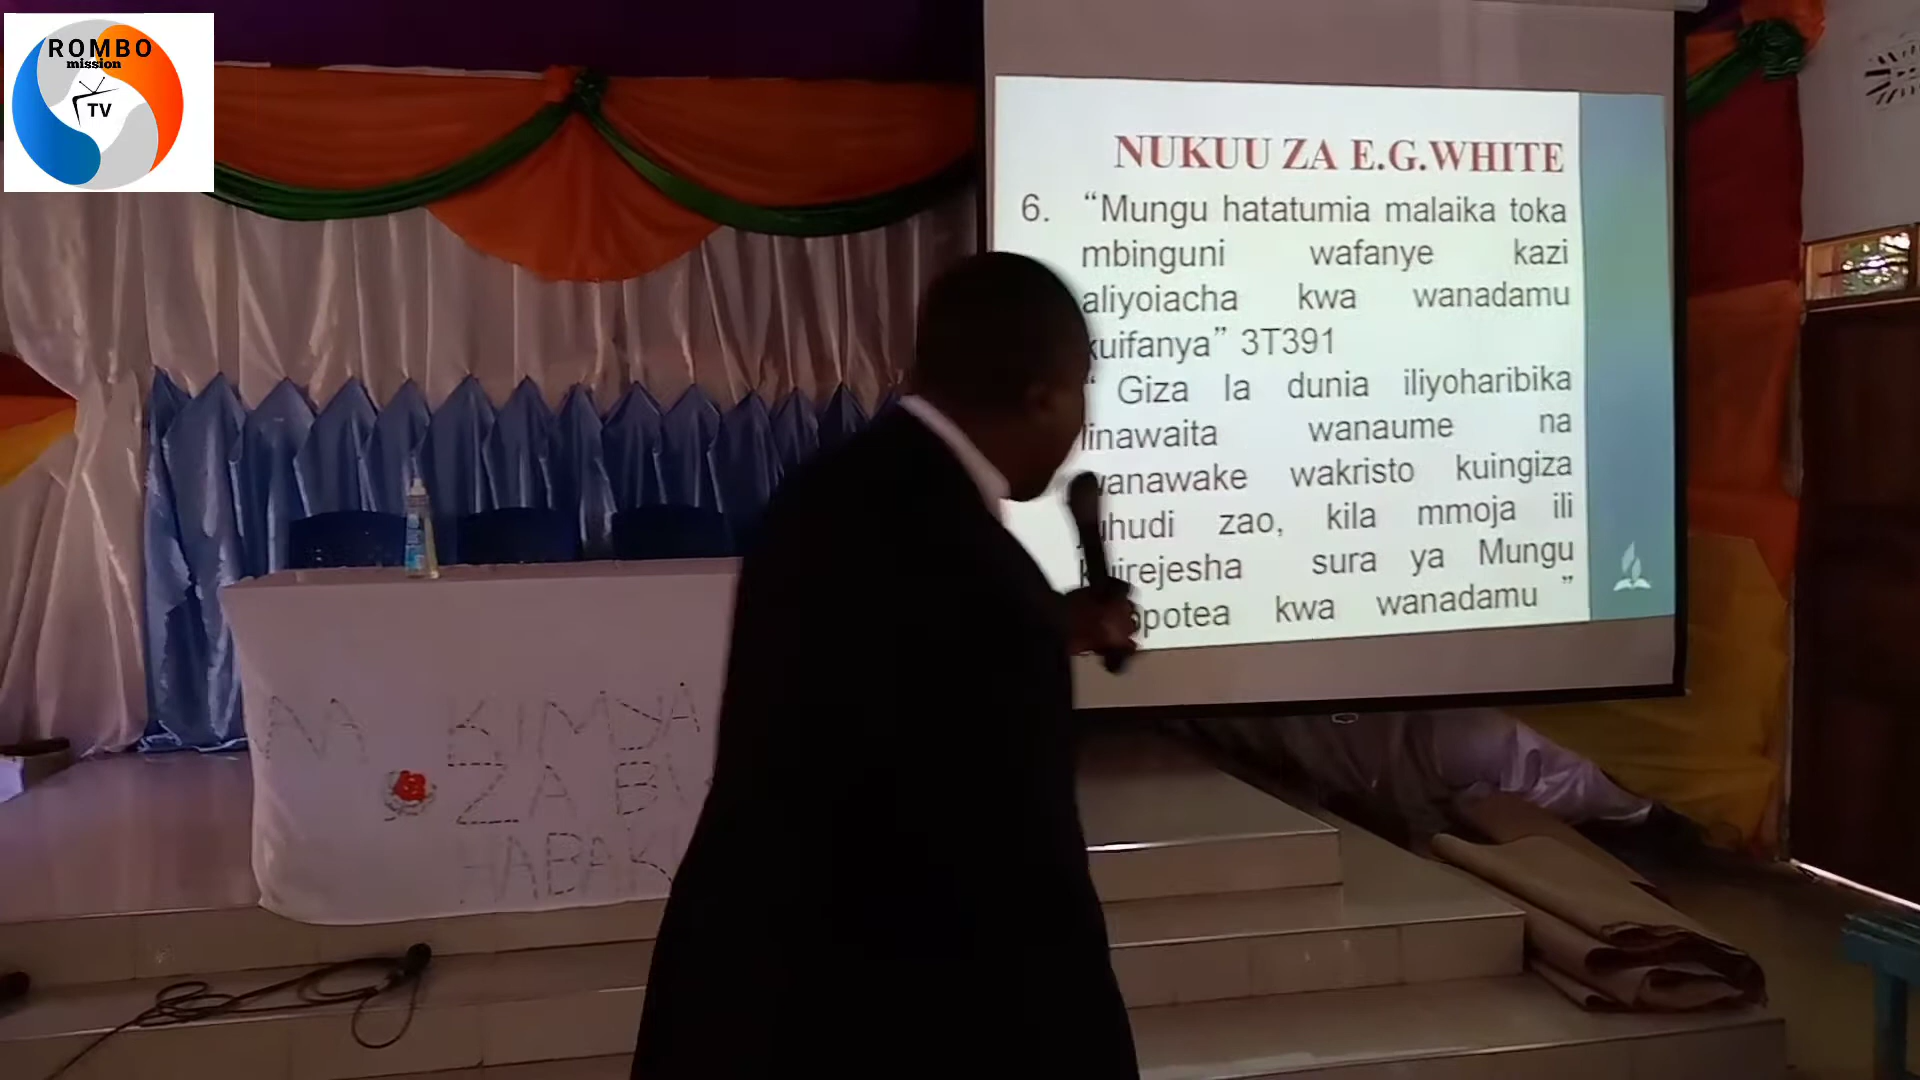 ROMBO
mission
TV
NUKUU ZA E.G.WHITE
6. “Mungu hatatumia malaika toka
mbinguni wafanye kazi
aliyoiacha kwa wanadamu
kuifanya” 3T391
“ Giza la dunia iliyoharibika
linawaita wanaume na
wanawake wakristo kuingiza
juhudi zao, kila mmoja ili
kuirejesha sura ya Mungu
kwa wanadamu ”
KIMYA
ZA